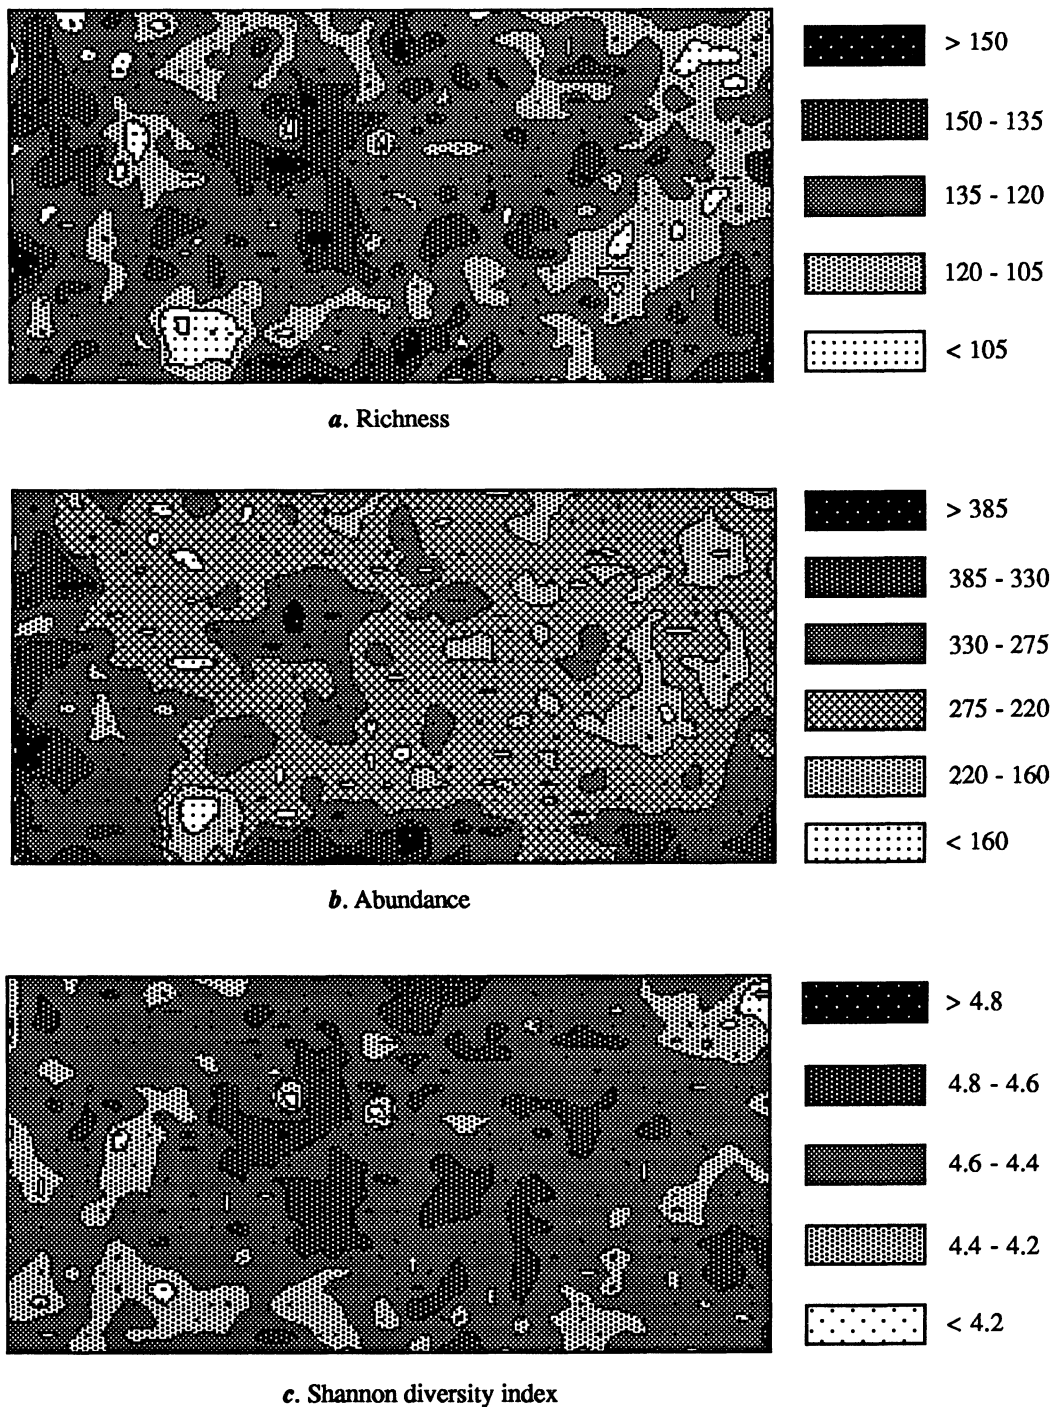 > 150
150 - 135
135 - 120
120 - 105
< 105
a. Richness
> 385
385 - 330
330 - 275
275 - 220
220 - 160
< 160
b. Abundance
> 4.8
4.8 - 4.6
4.6 - 4.4
4.4 - 4.2
< 4.2
c. Shannon diversity index